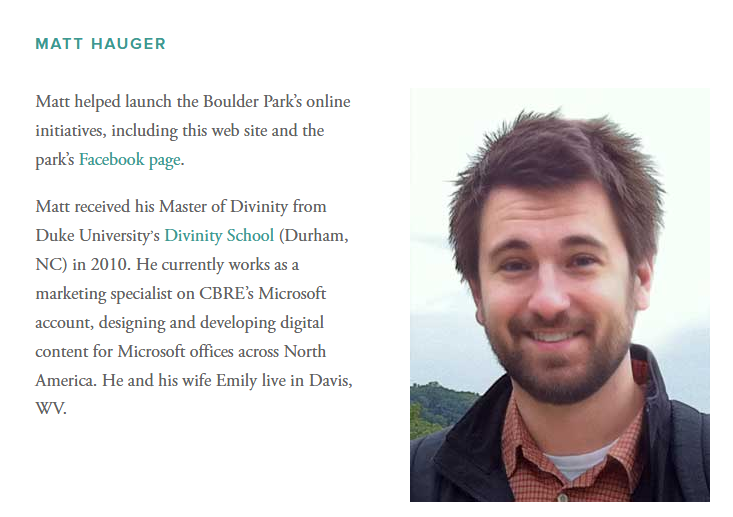 MATT HAUGER
Matt helped launch the Boulder Park's online
initiatives, including this web site and the
park's Facebook page.
Matt received his Master of Divinity from
Duke University's Divinity School (Durham,
NC) in 2010. He currently works as a
marketing specialist on CBRE's Microsoft
account, designing and developing digital
content for Microsoft offices across North
America. He and his wife Emily live in Davis,
WV.